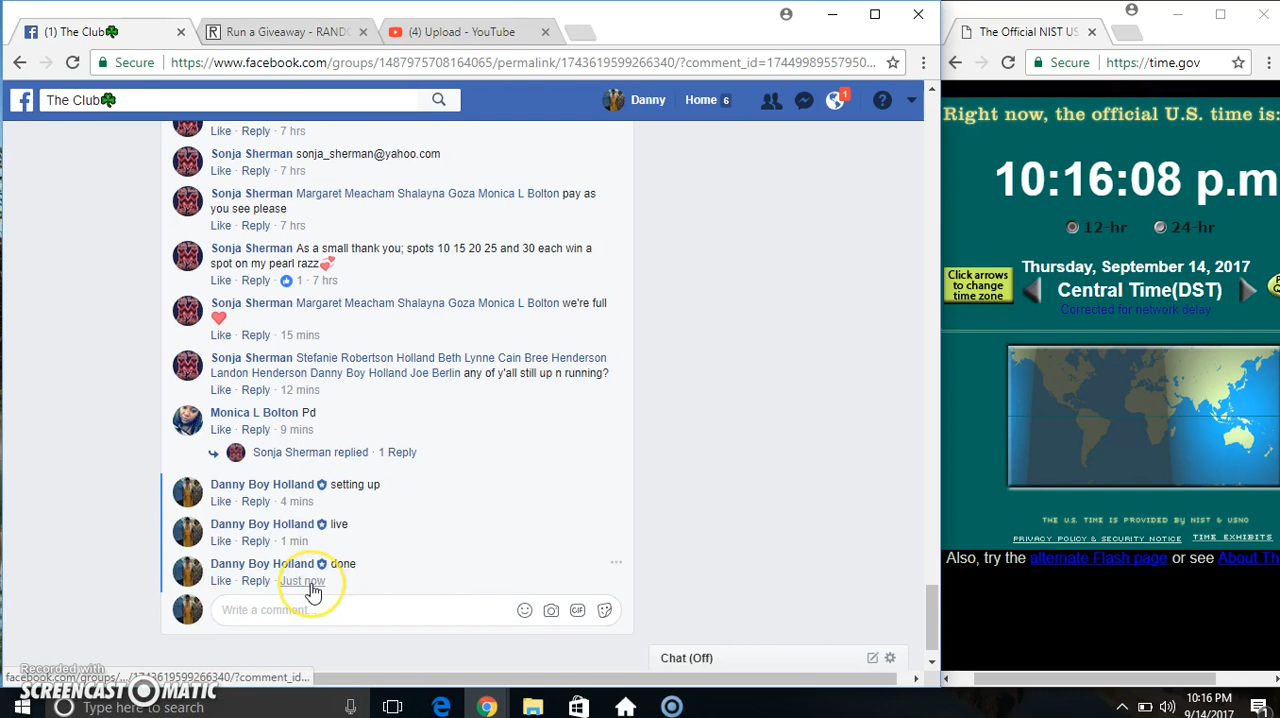 (1) The Club☘
Run a Giveaway - RAND
(4) Upload - YouTube
The Official NIST US
Secure
https://www.facebook.com/groups/1487975708164065/permalink/1743619599266340/?comment_id=17449989557950...
Secure
https://time.gov
The Club☘
Danny
Home 6
1
Like · Reply · 7 hrs
Sonja Sherman sonja_sherman@yahoo.com
Like · Reply · 7 hrs
Sonja Sherman Margaret Meacham Shalayna Goza Monica L Bolton pay as
you see please
Like · Reply · 7 hrs
Sonja Sherman As a small thank you; spots 10 15 20 25 and 30 each win a
spot on my pearl razz💞
Like · Reply · 1 · 7 hrs
Sonja Sherman Margaret Meacham Shalayna Goza Monica L Bolton we're full
❤
Like · Reply · 15 mins
Sonja Sherman Stefanie Robertson Holland Beth Lynne Cain Bree Henderson
Landon Henderson Danny Boy Holland Joe Berlin any of y'all still up n running?
Like · Reply · 12 mins
Monica L Bolton Pd
Like · Reply · 9 mins
Sonja Sherman replied · 1 Reply
Danny Boy Holland setting up
Like · Reply · 4 mins
Danny Boy Holland live
Like · Reply · 1 min
Danny Boy Holland done
Like · Reply · Just now
Write a comment...
Chat (Off)
facebook.com/groups/.../1743619599266340/?comment_id...
Right now, the official U.S. time is:
10:16:08 p.m
12-hr
24-hr
Click arrows
to change
time zone
Thursday, September 14, 2017
Central Time(DST)
Corrected for network delay
THE U.S. TIME IS PROVIDED BY NIST & USNO
PRIVACY POLICY & SECURITY NOTICE
TIME EXHIBITS
Also, try the alternate Flash page or see About Th
Recorded with
SCREENCAST-O-MATIC
Type here to search
10:16 PM
9/14/2017